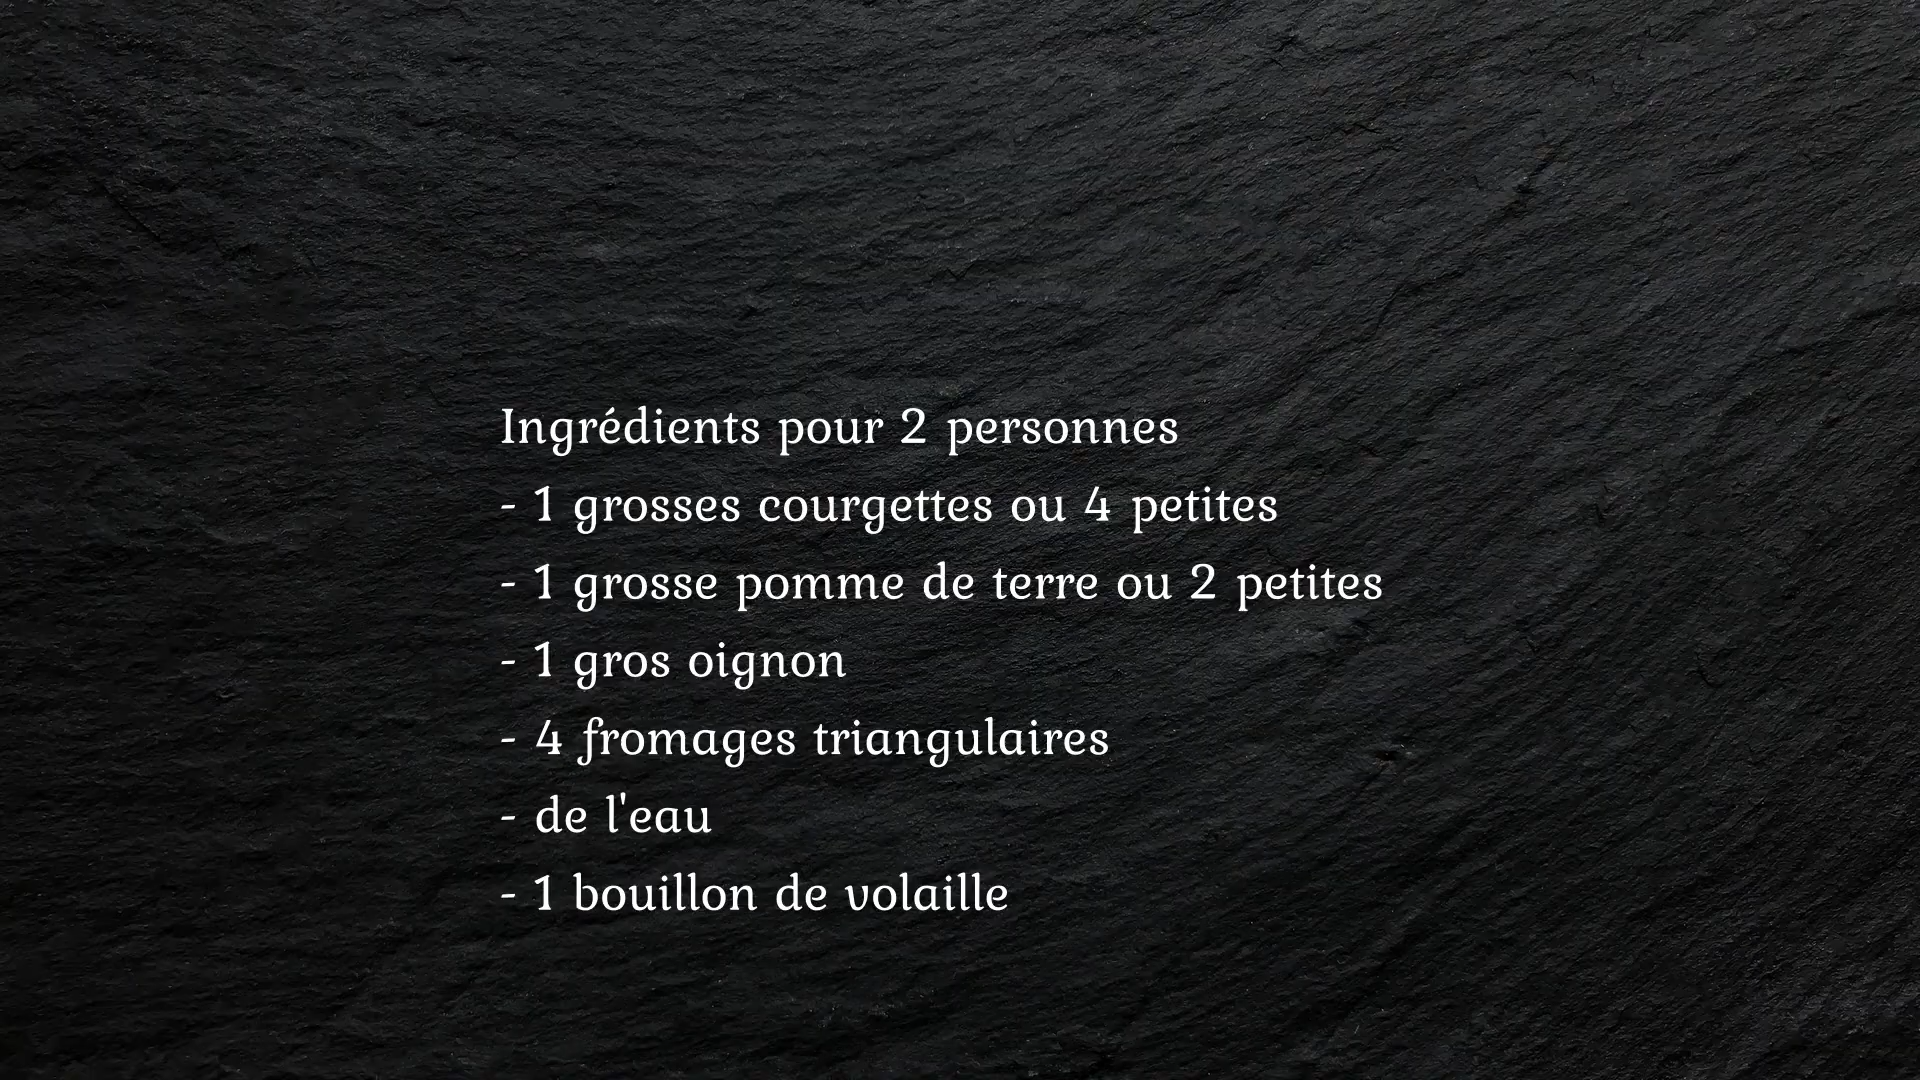 Ingrédients pour 2 personnes
- 1 grosses courgettes ou 4 petites
- 1 grosse pomme de terre ou 2 petites
- 1 gros oignon
- 4 fromages triangulaires
- de l'eau
- 1 bouillon de volaille